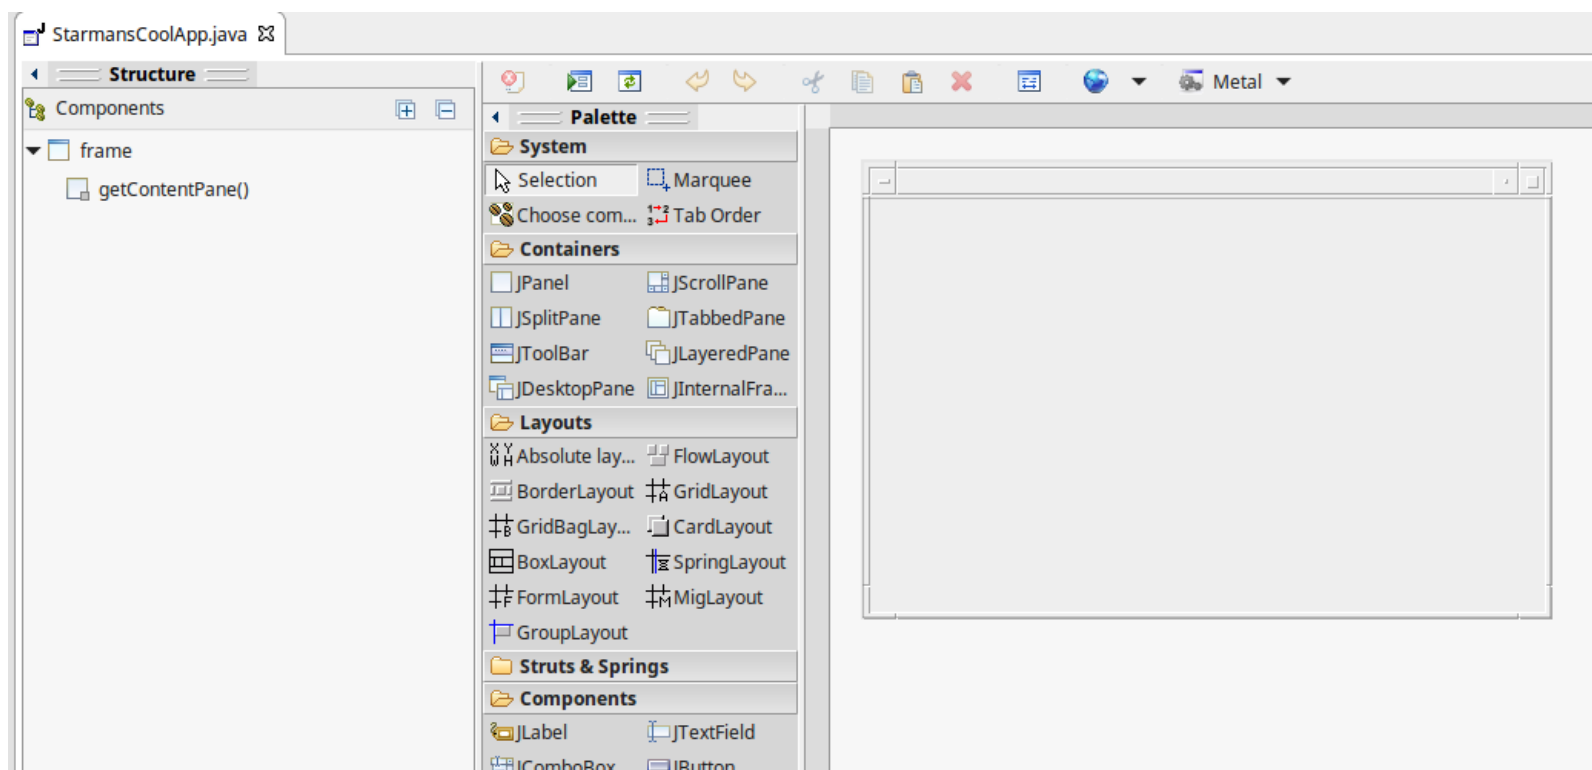 StarmansCoolApp.java
Structure
Components
frame
getContentPane()
Metal
Palette
System
Selection Marquee
Choose com... Tab Order
Containers
JPanel JScrollPane
JSplitPane JTabbedPane
JToolBar JLayeredPane
JDesktopPane JInternalFra...
Layouts
Absolute lay... FlowLayout
BorderLayout GridLayout
GridBagLay... CardLayout
BoxLayout SpringLayout
FormLayout MigLayout
GroupLayout
Struts & Springs
Components
JLabel JTextField
JComboBox JButton